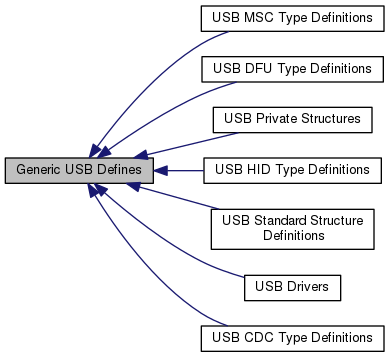 USB MSC Type Definitions
USB DFU Type Definitions
USB Private Structures
Generic USB Defines
USB HID Type Definitions
USB Standard Structure
Definitions
USB Drivers
USB CDC Type Definitions